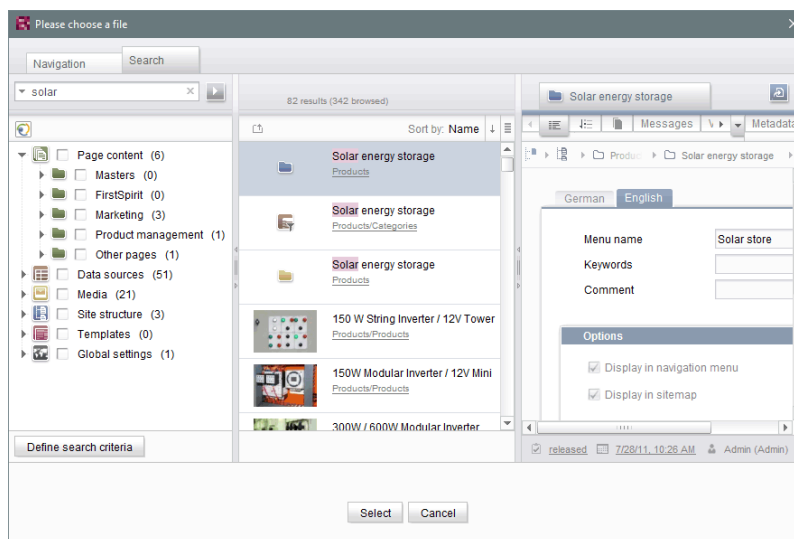 Please choose a file
Navigation
Search
solar
82 results (342 browsed)
Sort by: Name
Page content (6)
Masters (0)
FirstSpirit (0)
Marketing (3)
Product management (1)
Other pages (1)
Data sources (51)
Media (21)
Site structure (3)
Templates (0)
Global settings (1)
Define search criteria
Solar energy storage
Products
Solar energy storage
Products/Categories
Solar energy storage
Products
150 W String Inverter / 12V Tower
Products/Products
150W Modular Inverter / 12V Mini
Products/Products
300W / 600W Modular Inverter
Solar energy storage
Messages
Metadata
Produc
Solar energy storage
German
English
Menu name
Solar store
Keywords
Comment
Options
Display in navigation menu
Display in sitemap
released 7/28/11, 10:26 AM Admin (Admin)
Select
Cancel